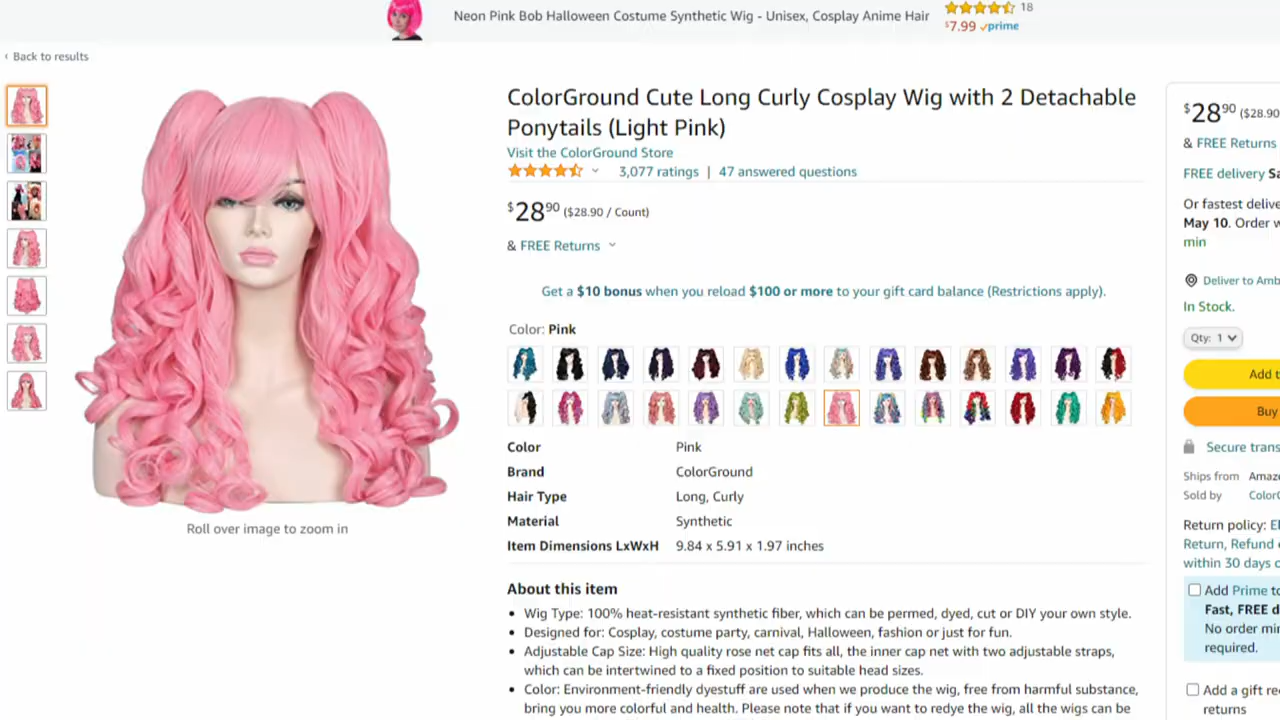 Neon Pink Bob Halloween Costume Synthetic Wig - Unisex, Cosplay Anime Hair
18
$7.99 prime
‹ Back to results
ColorGround Cute Long Curly Cosplay Wig with 2 Detachable
Ponytails (Light Pink)
Visit the ColorGround Store
3,077 ratings | 47 answered questions
$28.90 ($28.90 / Count)
& FREE Returns
Get a $10 bonus when you reload $100 or more to your gift card balance (Restrictions apply).
Color: Pink
Color Pink
Brand ColorGround
Hair Type Long, Curly
Material Synthetic
Item Dimensions LxWxH 9.84 x 5.91 x 1.97 inches
About this item
• Wig Type: 100% heat-resistant synthetic fiber, which can be permed, dyed, cut or DIY your own style.
• Designed for: Cosplay, costume party, carnival, Halloween, fashion or just for fun.
• Adjustable Cap Size: High quality rose net cap fits all, the inner cap net with two adjustable straps,
which can be intertwined to a fixed position to suitable head sizes.
• Color: Environment-friendly dyestuff are used when we produce the wig, free from harmful substance,
bring you more colorful and health. Please note that if you want to redye the wig, all the wigs can be
Roll over image to zoom in
$28.90 ($28.90
& FREE Returns
FREE delivery Sa
Or fastest delive
May 10. Order w
min
Deliver to Amb
In Stock.
Qty: 1
Add t
Buy
Secure trans
Ships from Amaz
Sold by Color
Return policy: El
Return, Refund
within 30 days o
Add Prime to
Fast, FREE d
No order min
required.
Add a gift re
returns